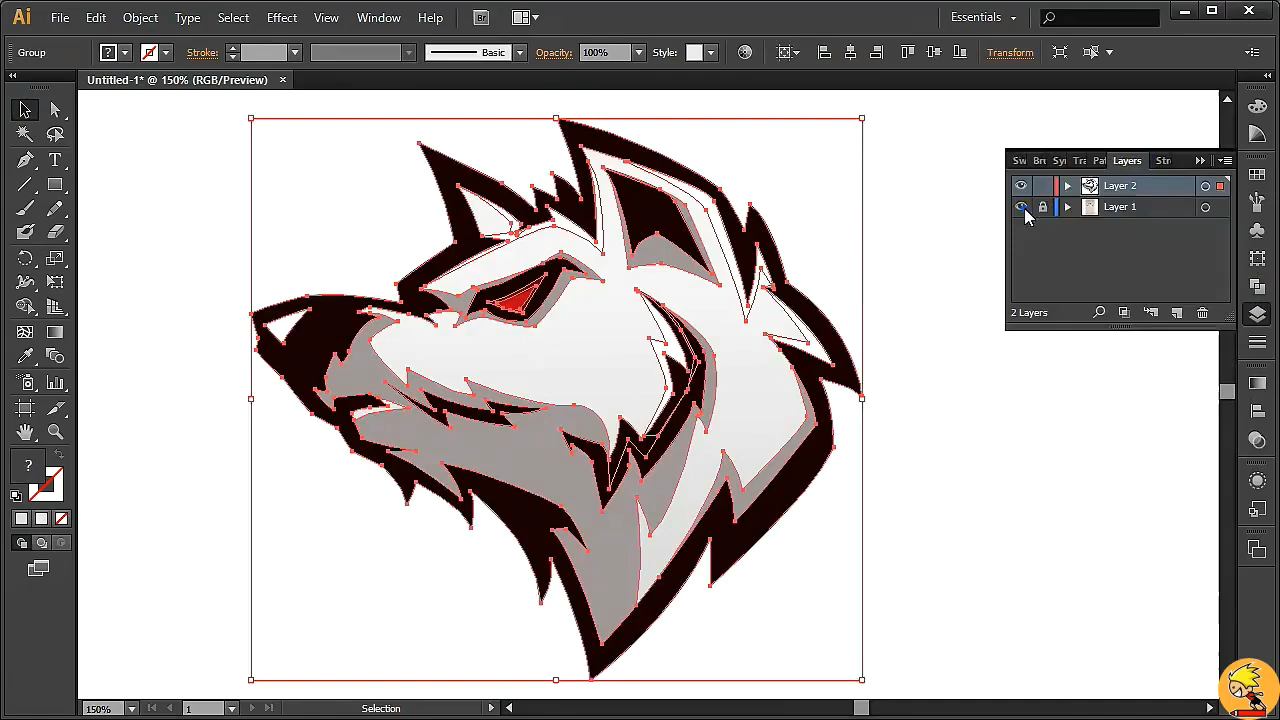 Ai File Edit Object Type Select Effect View Window Help Br Essentials
Group ? Stroke: Basic Opacity: 100% Style: Transform
Untitled-1* @ 150% (RGB/Preview) ×
Sw Br Sy Tra Pat Layers Str
Layer 2
Layer 1
2 Layers
T
?
150% 1 Selection